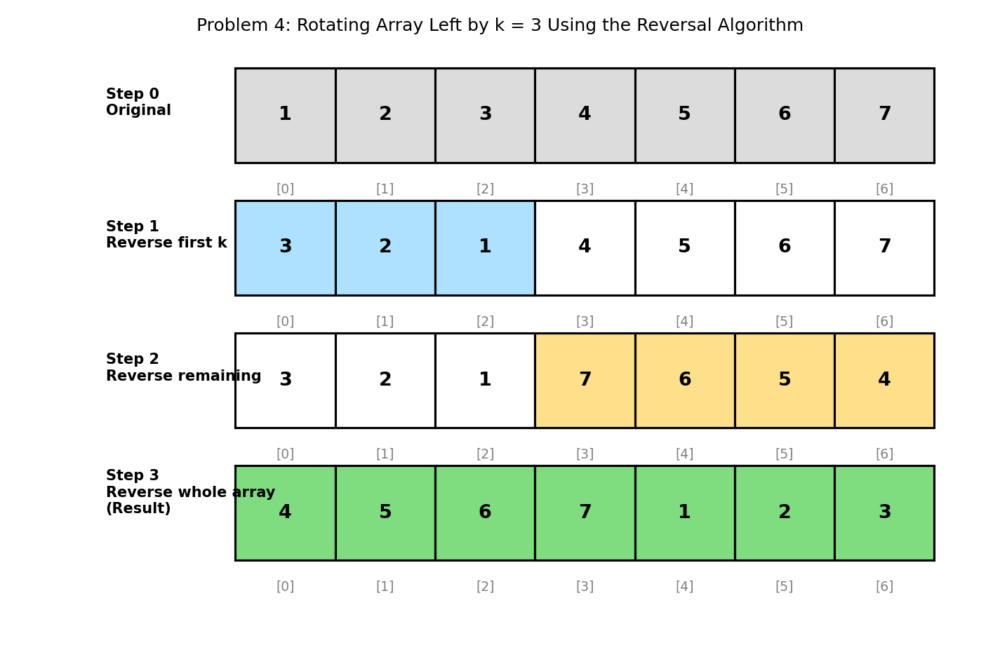 Problem 4: Rotating Array Left by k = 3 Using the Reversal Algorithm
Step 0
Original
1 2 3 4 5 6 7
[0] [1] [2] [3] [4] [5] [6]
Step 1
Reverse first k
3 2 1 4 5 6 7
[0] [1] [2] [3] [4] [5] [6]
Step 2
Reverse remaining
3 2 1 7 6 5 4
[0] [1] [2] [3] [4] [5] [6]
Step 3
Reverse whole array
(Result)
4 5 6 7 1 2 3
[0] [1] [2] [3] [4] [5] [6]